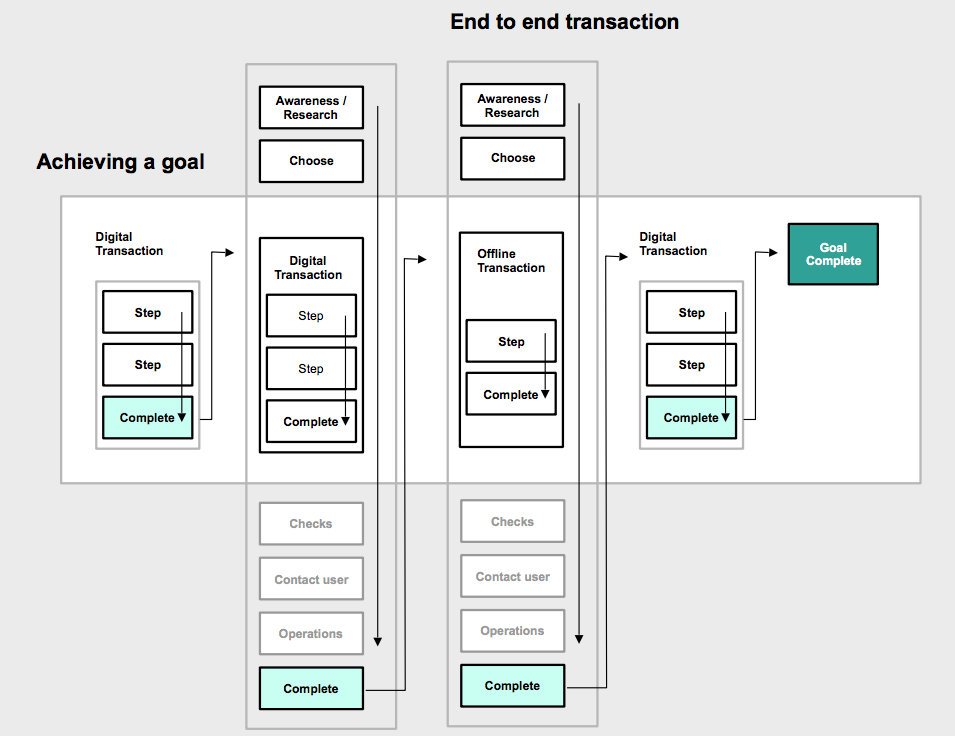 End to end transaction
Achieving a goal
Digital
Transaction
Step
Step
Complete
Awareness /
Research
Choose
Digital
Transaction
Step
Step
Complete
Checks
Contact user
Operations
Complete
Awareness /
Research
Choose
Offline
Transaction
Step
Complete
Checks
Contact user
Operations
Complete
Digital
Transaction
Step
Step
Complete
Goal
Complete